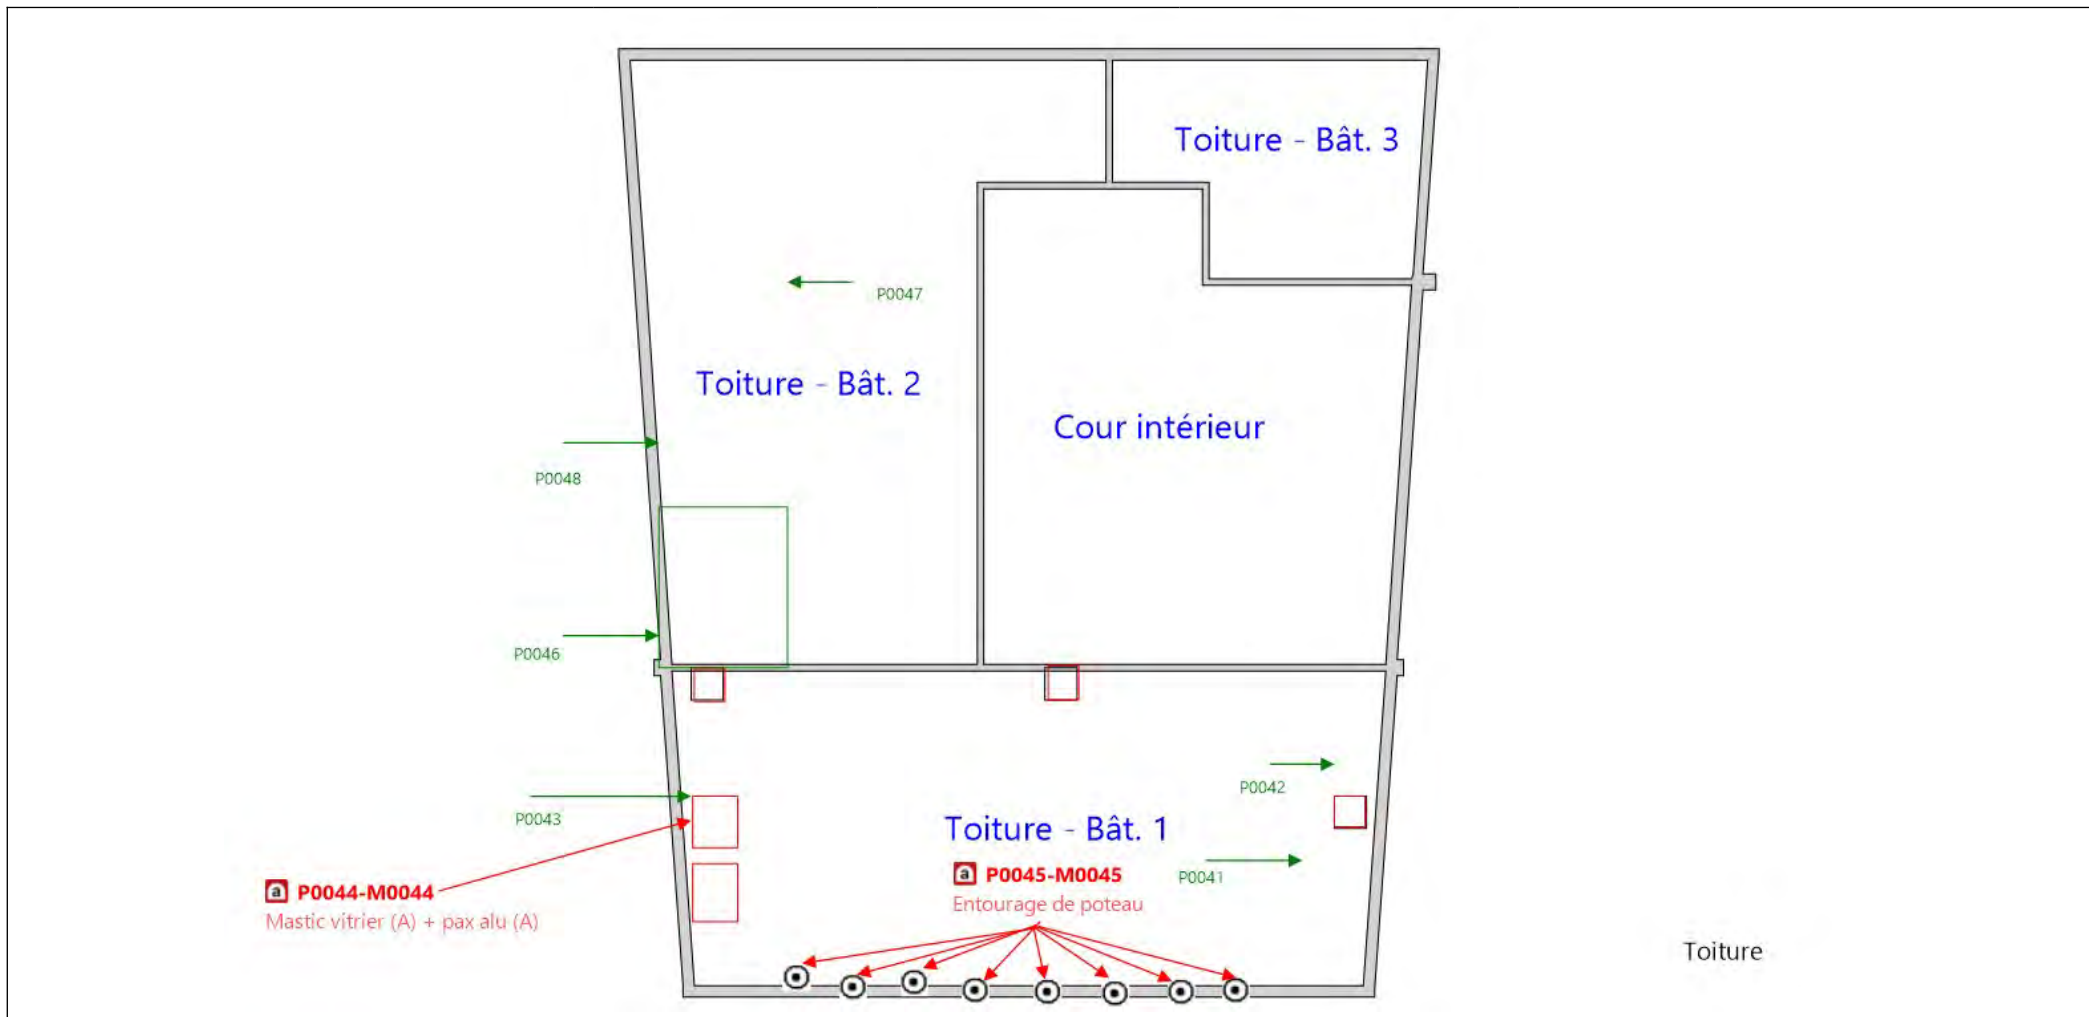 Toiture - Bât. 3
P0047
Toiture - Bât. 2
Cour intérieur
P0048
P0046
P0042
P0043
Toiture - Bât. 1
a P0045-M0045
P0041
a P0044-M0044
Entourage de poteau
Mastic vitrier (A) + pax alu (A)
Toiture